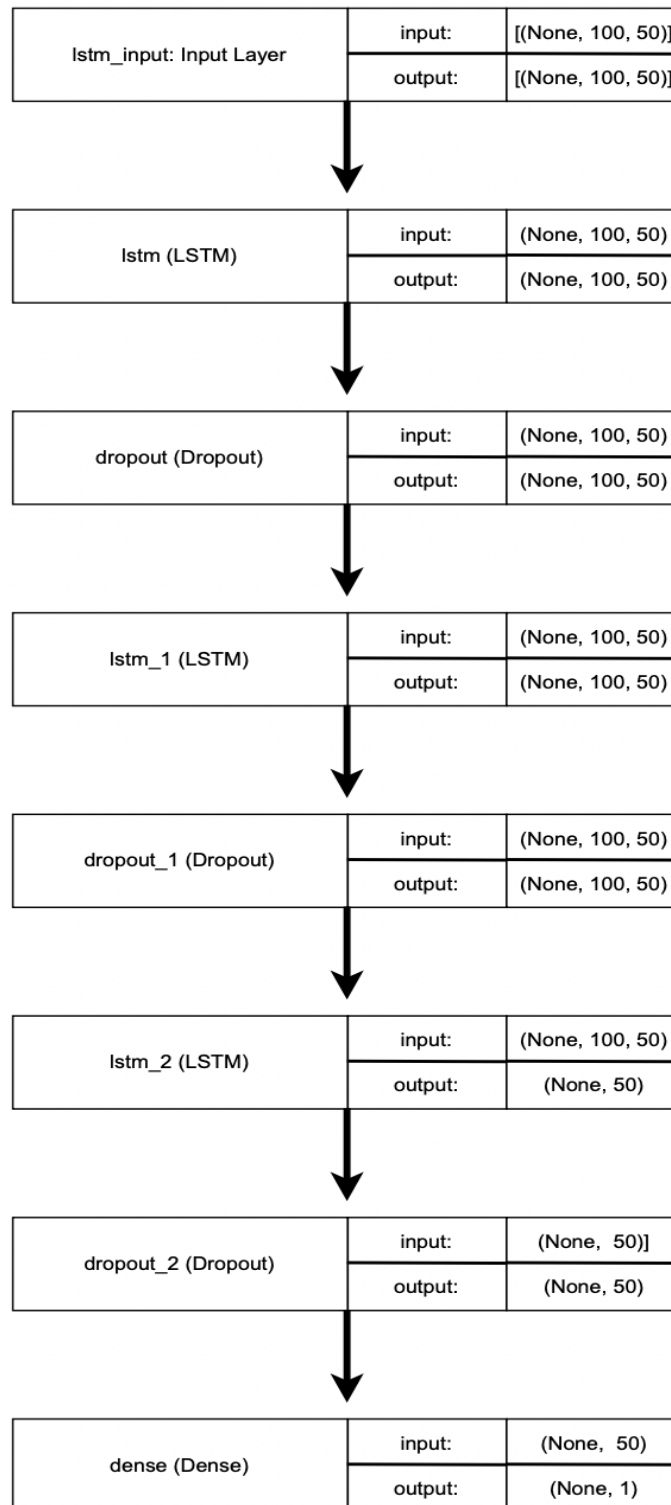 lstm_input: Input Layer
input: [(None, 100, 50)]
output: [(None, 100, 50)]
lstm (LSTM)
input: (None, 100, 50)
output: (None, 100, 50)
dropout (Dropout)
input: (None, 100, 50)
output: (None, 100, 50)
lstm_1 (LSTM)
input: (None, 100, 50)
output: (None, 100, 50)
dropout_1 (Dropout)
input: (None, 100, 50)
output: (None, 100, 50)
lstm_2 (LSTM)
input: (None, 100, 50)
output: (None, 50)
dropout_2 (Dropout)
input: (None, 50)]
output: (None, 50)
dense (Dense)
input: (None, 50)
output: (None, 1)